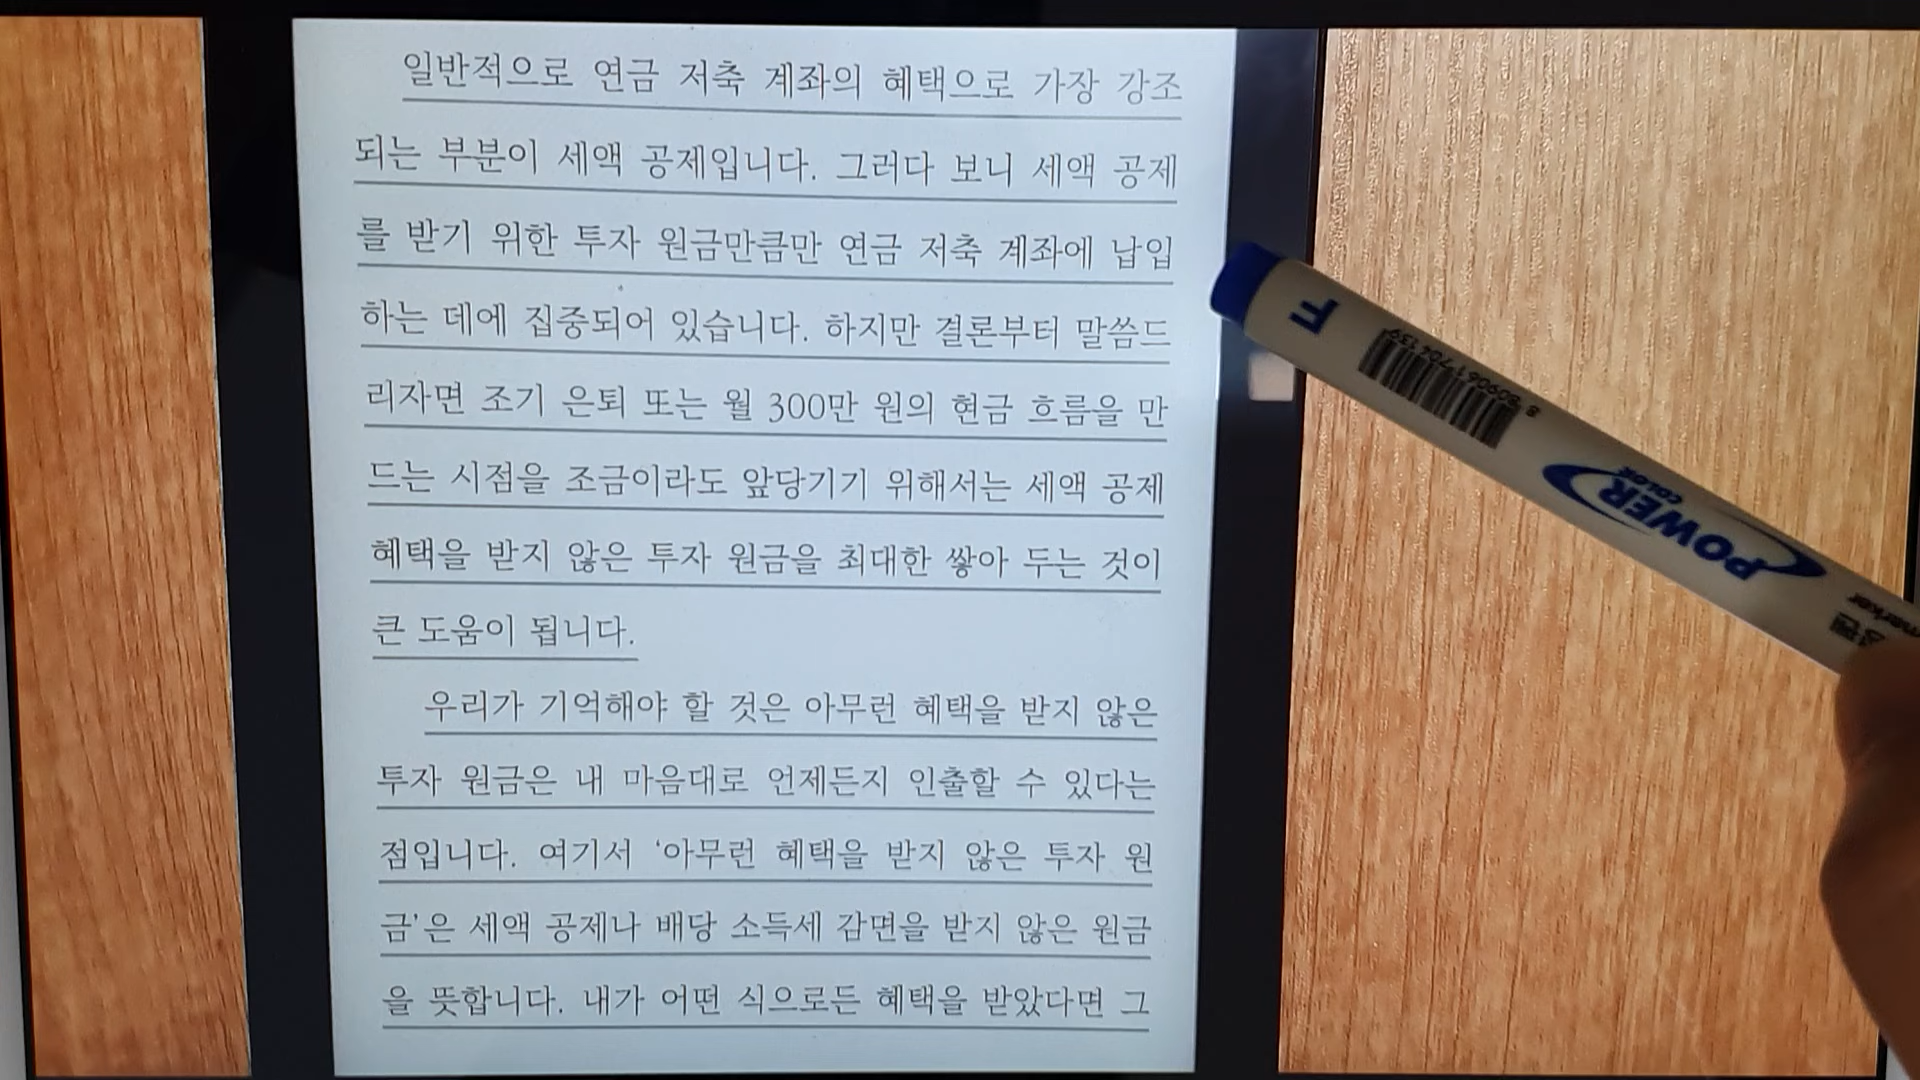 일반적으로 연금 저축 계좌의 혜택으로 가장 강조
되는 부분이 세액 공제입니다. 그러다 보니 세액 공제
를 받기 위한 투자 원금만큼만 연금 저축 계좌에 납입
하는 데에 집중되어 있습니다. 하지만 결론부터 말씀드
리자면 조기 은퇴 또는 월 300만 원의 현금 흐름을 만
드는 시점을 조금이라도 앞당기기 위해서는 세액 공제
혜택을 받지 않은 투자 원금을 최대한 쌓아 두는 것이
큰 도움이 됩니다.
우리가 기억해야 할 것은 아무런 혜택을 받지 않은
투자 원금은 내 마음대로 언제든지 인출할 수 있다는
점입니다. 여기서 ‘아무런 혜택을 받지 않은 투자 원
금’은 세액 공제나 배당 소득세 감면을 받지 않은 원금
을 뜻합니다. 내가 어떤 식으로든 혜택을 받았다면 그
F
POWER
COLOR
marker